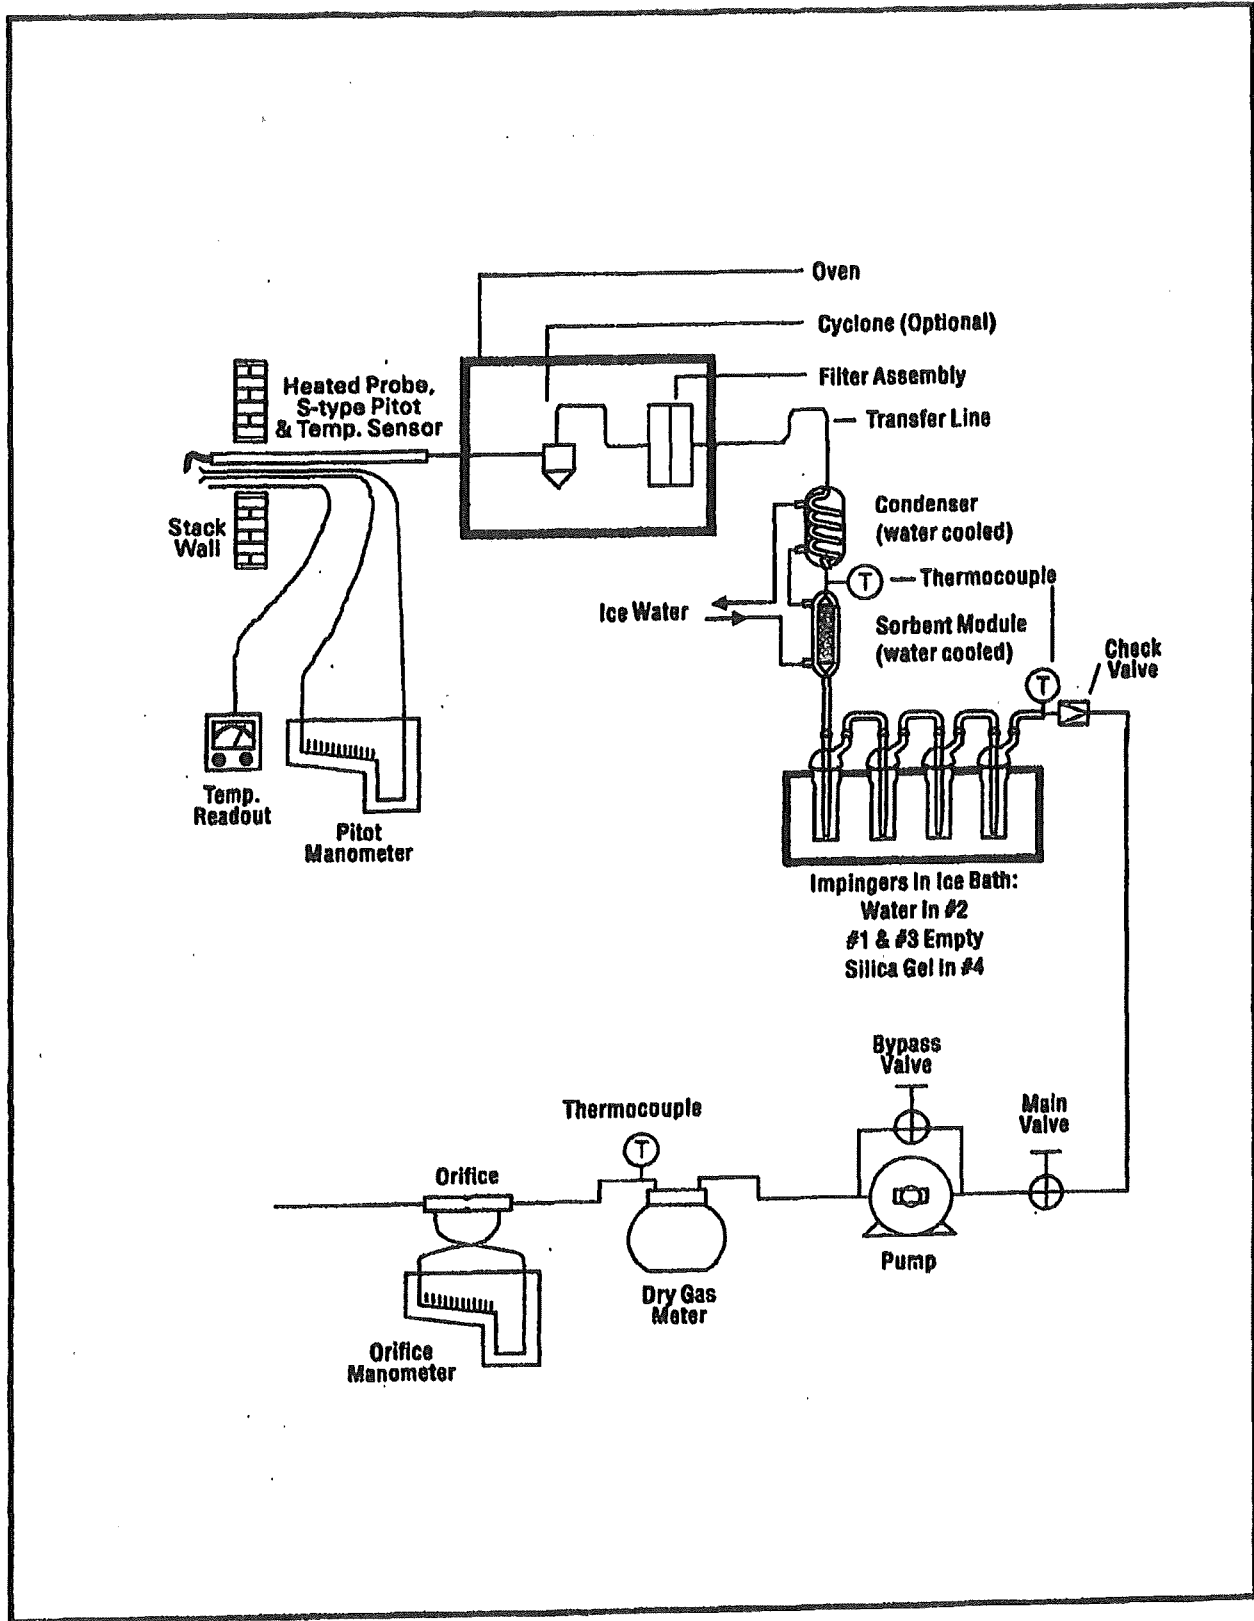 Oven
Cyclone (Optional)
Filter Assembly
Transfer Line
Heated Probe,
S-type Pitot
& Temp. Sensor
Stack
Wall
Condenser
(water cooled)
T
Thermocouple
Ice Water
Sorbent Module
(water cooled)
Check
Valve
T
Temp.
Readout
Pitot
Manometer
Impingers in Ice Bath:
Water in #2
#1 & #3 Empty
Silica Gel in #4
Bypass
Valve
Main
Valve
Thermocouple
T
Orifice
Pump
Dry Gas
Meter
Orifice
Manometer